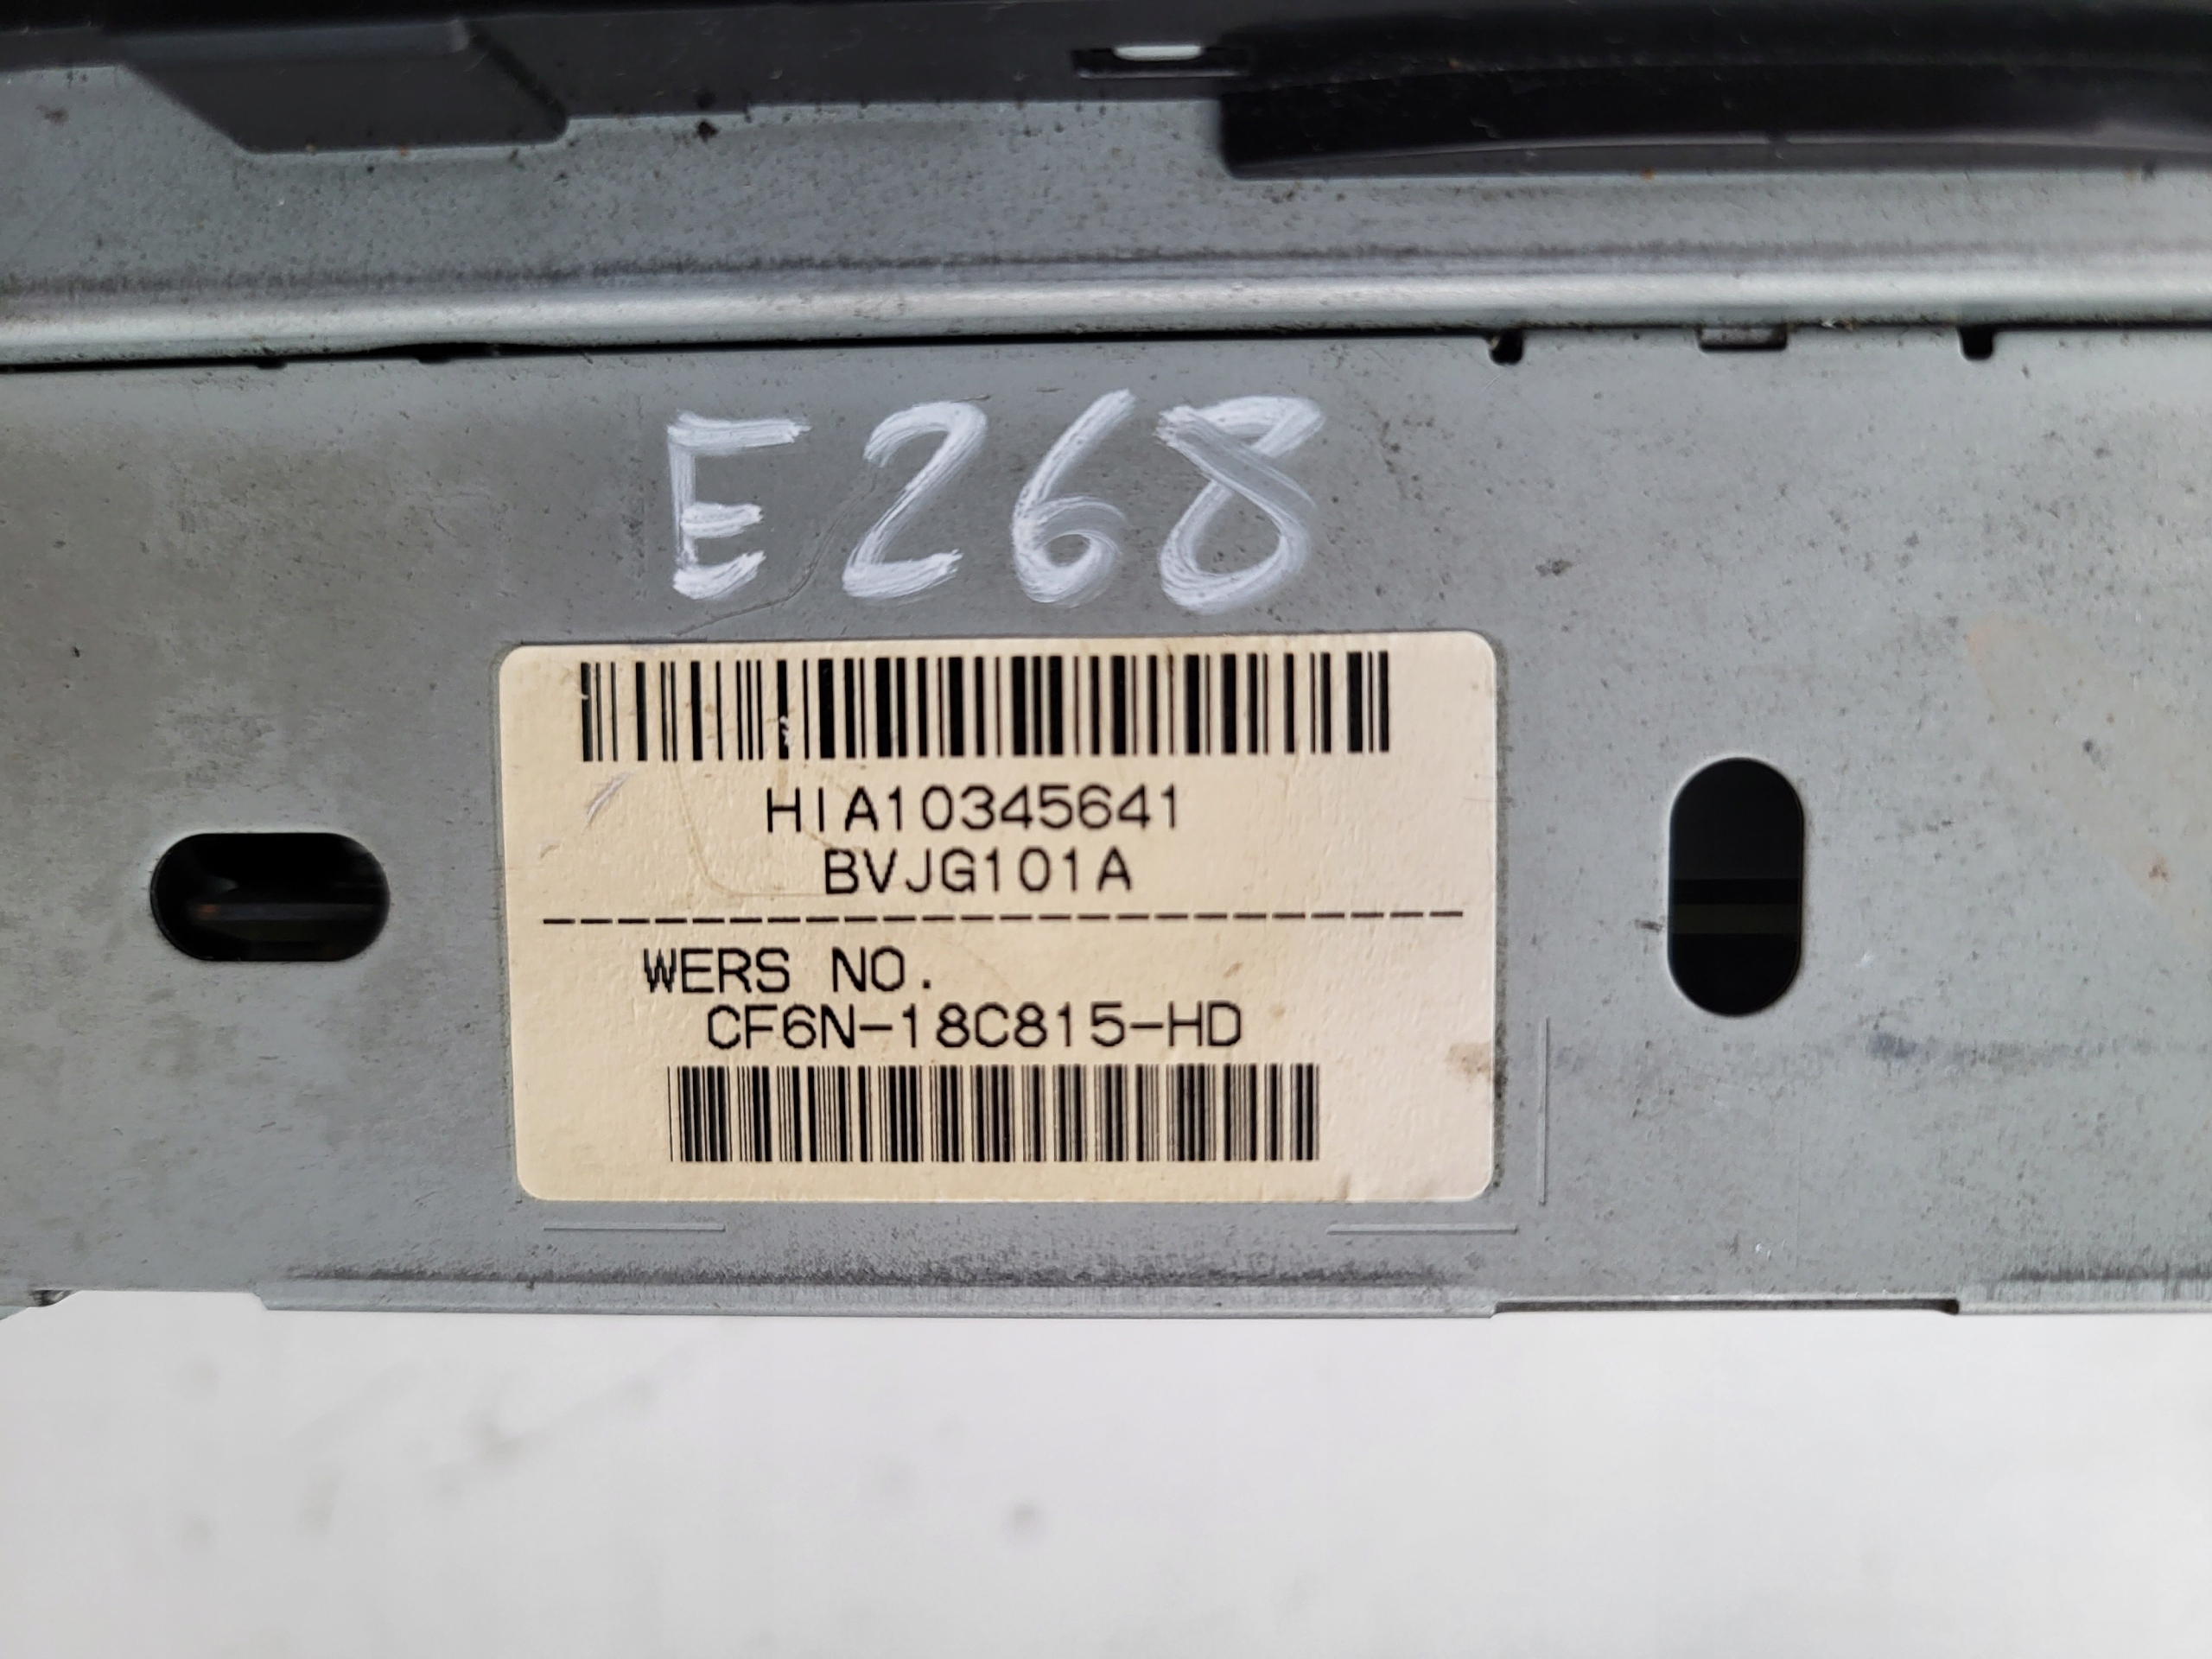 E268
HIA10345641
BVJG101A
WERS NO.
CF6N-18C815-HD